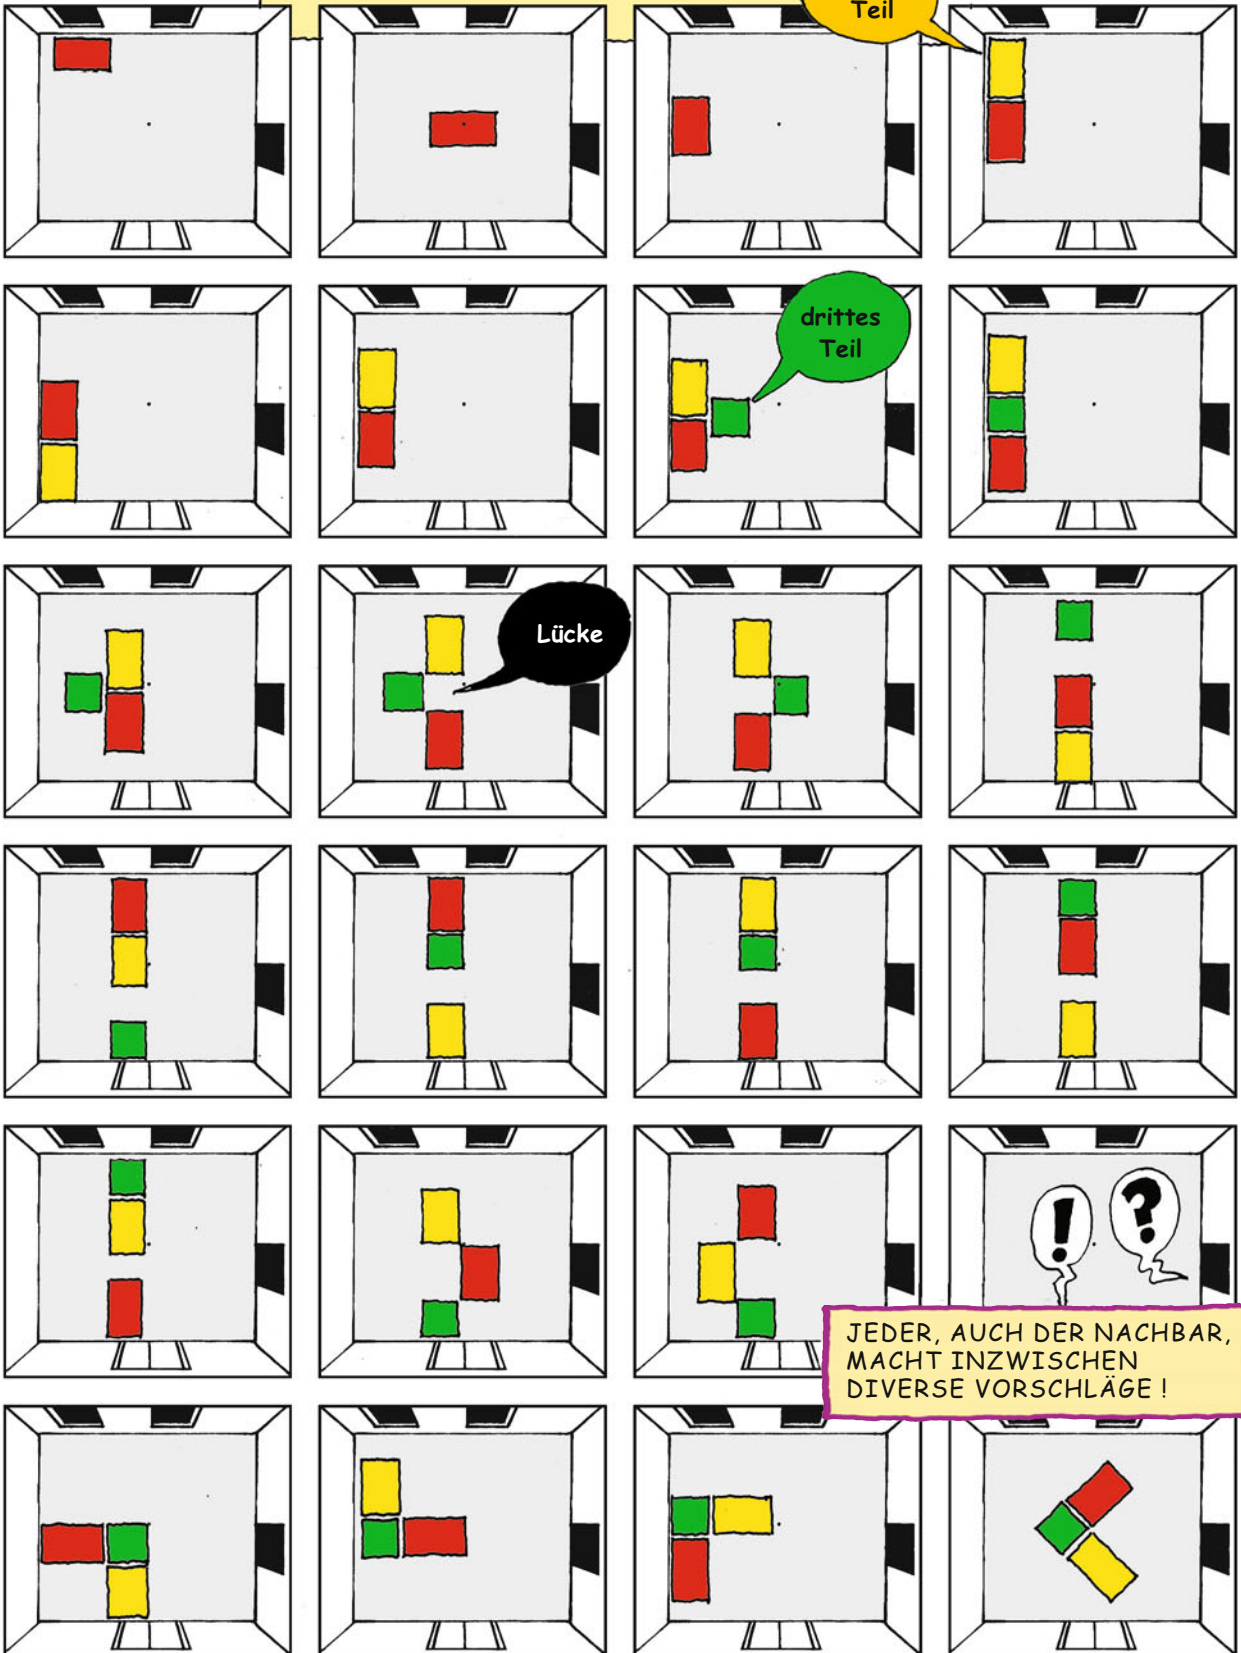 Teil
drittes
Teil
Lücke
! ?
JEDER, AUCH DER NACHBAR,
MACHT INZWISCHEN
DIVERSE VORSCHLÄGE !